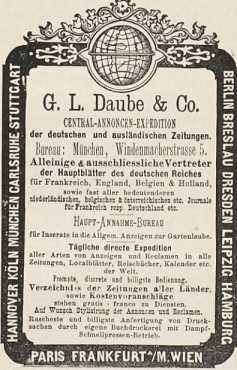 G. L. Daube & Co.
CENTRAL-ANNONCEN-EXPEDITION
der deutschen und ausländischen Zeitungen.
Bureau: München, Windenmacherstrasse 5.
Alleinige & ausschliessliche Vertreter
der Hauptblätter des deutschen Reiches
für Frankreich, England, Belgien & Holland,
sowie fast aller bedeutenderen
niederländischen, belgischen & österreichischen etc. Journale
für Frankreich resp. Deutschland etc.
HAUPT-ANNAHME-BUREAU
für Inserate in die Allgem. Anzeigen zur Gartenlaube.
Tägliche directe Expedition
aller Arten von Anzeigen und Reclamen in alle
Zeitungen, Localblätter, Reisebücher, Kalender etc.
der Welt.
Prompte, discrete und billigste Bedienung.
Verzeichniss der Zeitungen aller Länder,
sowie Kostenvoranschläge
stehen gratis - franco zu Diensten.
Auf Wunsch Stylisirung der Annoncen und Reclamen.
Rascheste und billigste Anfertigung von Druck-
sachen durch eigene Buchdruckerei mit Dampf-
Schnellpressen-Betrieb.
HANNOVER KÖLN MÜNCHEN CARLSRUHE STUTTGART
BERLIN BRESLAU DRESDEN LEIPZIG HAMBURG
PARIS FRANKFURT A/M. WIEN